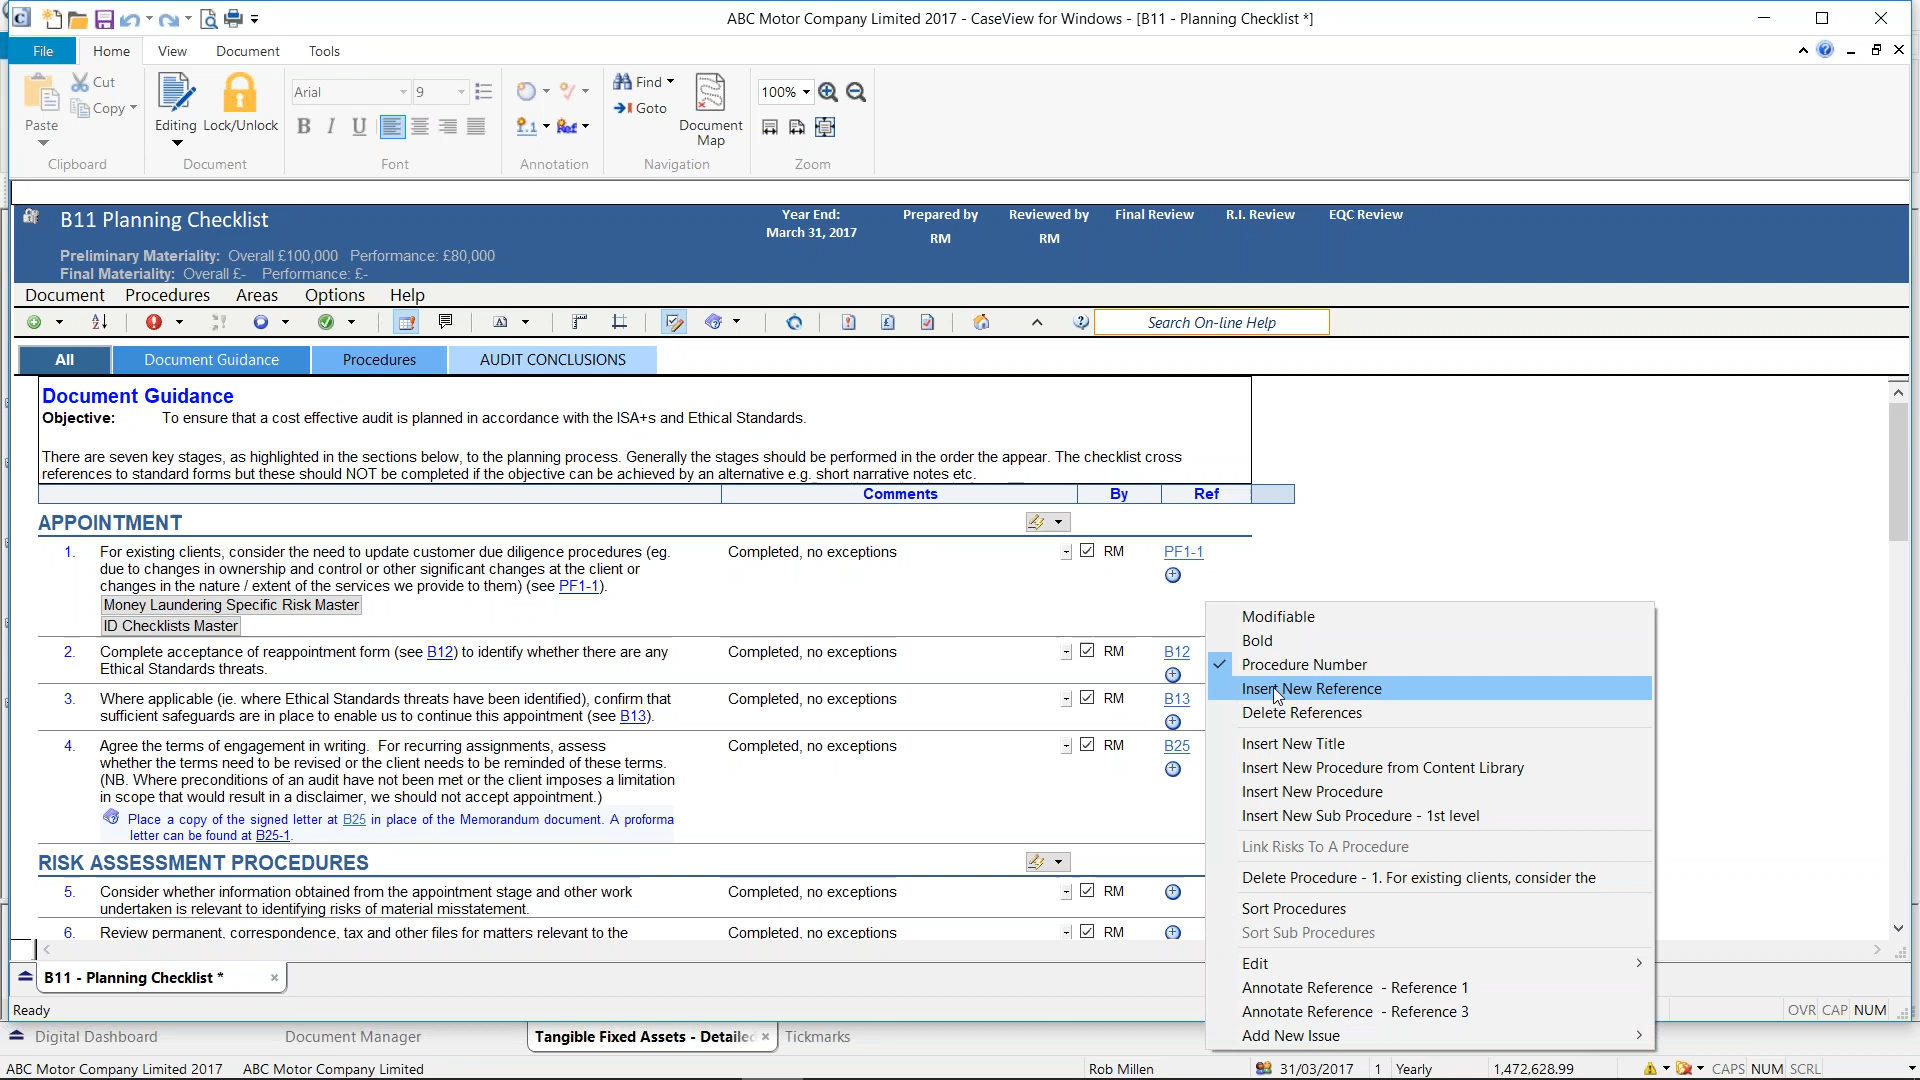 ABC Motor Company Limited 2017 - CaseView for Windows - [B11 - Planning Checklist *]
File Home View Document Tools
Paste Cut Copy Editing Lock/Unlock Arial 9 Find Goto Document Map 100%
B I U
Clipboard Document Font Annotation Navigation Zoom
B11 Planning Checklist
Year End: Prepared by Reviewed by Final Review R.I. Review EQC Review
March 31, 2017 RM RM
Preliminary Materiality: Overall £100,000 Performance: £80,000
Final Materiality: Overall £- Performance: £-
Document Procedures Areas Options Help
Search On-line Help
All Document Guidance Procedures AUDIT CONCLUSIONS
Document Guidance
Objective: To ensure that a cost effective audit is planned in accordance with the ISA+s and Ethical Standards.
There are seven key stages, as highlighted in the sections below, to the planning process. Generally the stages should be performed in the order the appear. The checklist cross
references to standard forms but these should NOT be completed if the objective can be achieved by an alternative e.g. short narrative notes etc.
Comments By Ref
APPOINTMENT
1. For existing clients, consider the need to update customer due diligence procedures (eg. Completed, no exceptions RM PF1-1
due to changes in ownership and control or other significant changes at the client or
changes in the nature / extent of the services we provide to them) (see PF1-1).
Money Laundering Specific Risk Master
ID Checklists Master
2. Complete acceptance of reappointment form (see B12) to identify whether there are any Completed, no exceptions RM B12
Ethical Standards threats.
3. Where applicable (ie. where Ethical Standards threats have been identified), confirm that Completed, no exceptions RM B13
sufficient safeguards are in place to enable us to continue this appointment (see B13).
4. Agree the terms of engagement in writing. For recurring assignments, assess Completed, no exceptions RM B25
whether the terms need to be revised or the client needs to be reminded of these terms.
(NB. Where preconditions of an audit have not been met or the client imposes a limitation
in scope that would result in a disclaimer, we should not accept appointment.)
Place a copy of the signed letter at B25 in place of the Memorandum document. A proforma
letter can be found at B25-1.
RISK ASSESSMENT PROCEDURES
5. Consider whether information obtained from the appointment stage and other work Completed, no exceptions RM
undertaken is relevant to identifying risks of material misstatement.
6. Review permanent, correspondence, tax and other files for matters relevant to the Completed, no exceptions RM
Modifiable
Bold
Procedure Number
Insert New Reference
Delete References
Insert New Title
Insert New Procedure from Content Library
Insert New Procedure
Insert New Sub Procedure - 1st level
Link Risks To A Procedure
Delete Procedure - 1. For existing clients, consider the
Sort Procedures
Sort Sub Procedures
Edit
Annotate Reference - Reference 1
Annotate Reference - Reference 3
Add New Issue
B11 - Planning Checklist *
Ready OVR CAP NUM
Digital Dashboard Document Manager Tangible Fixed Assets - Detailed Tickmarks
ABC Motor Company Limited 2017 ABC Motor Company Limited Rob Millen 31/03/2017 1 Yearly 1,472,628.99 CAPS NUM SCRL